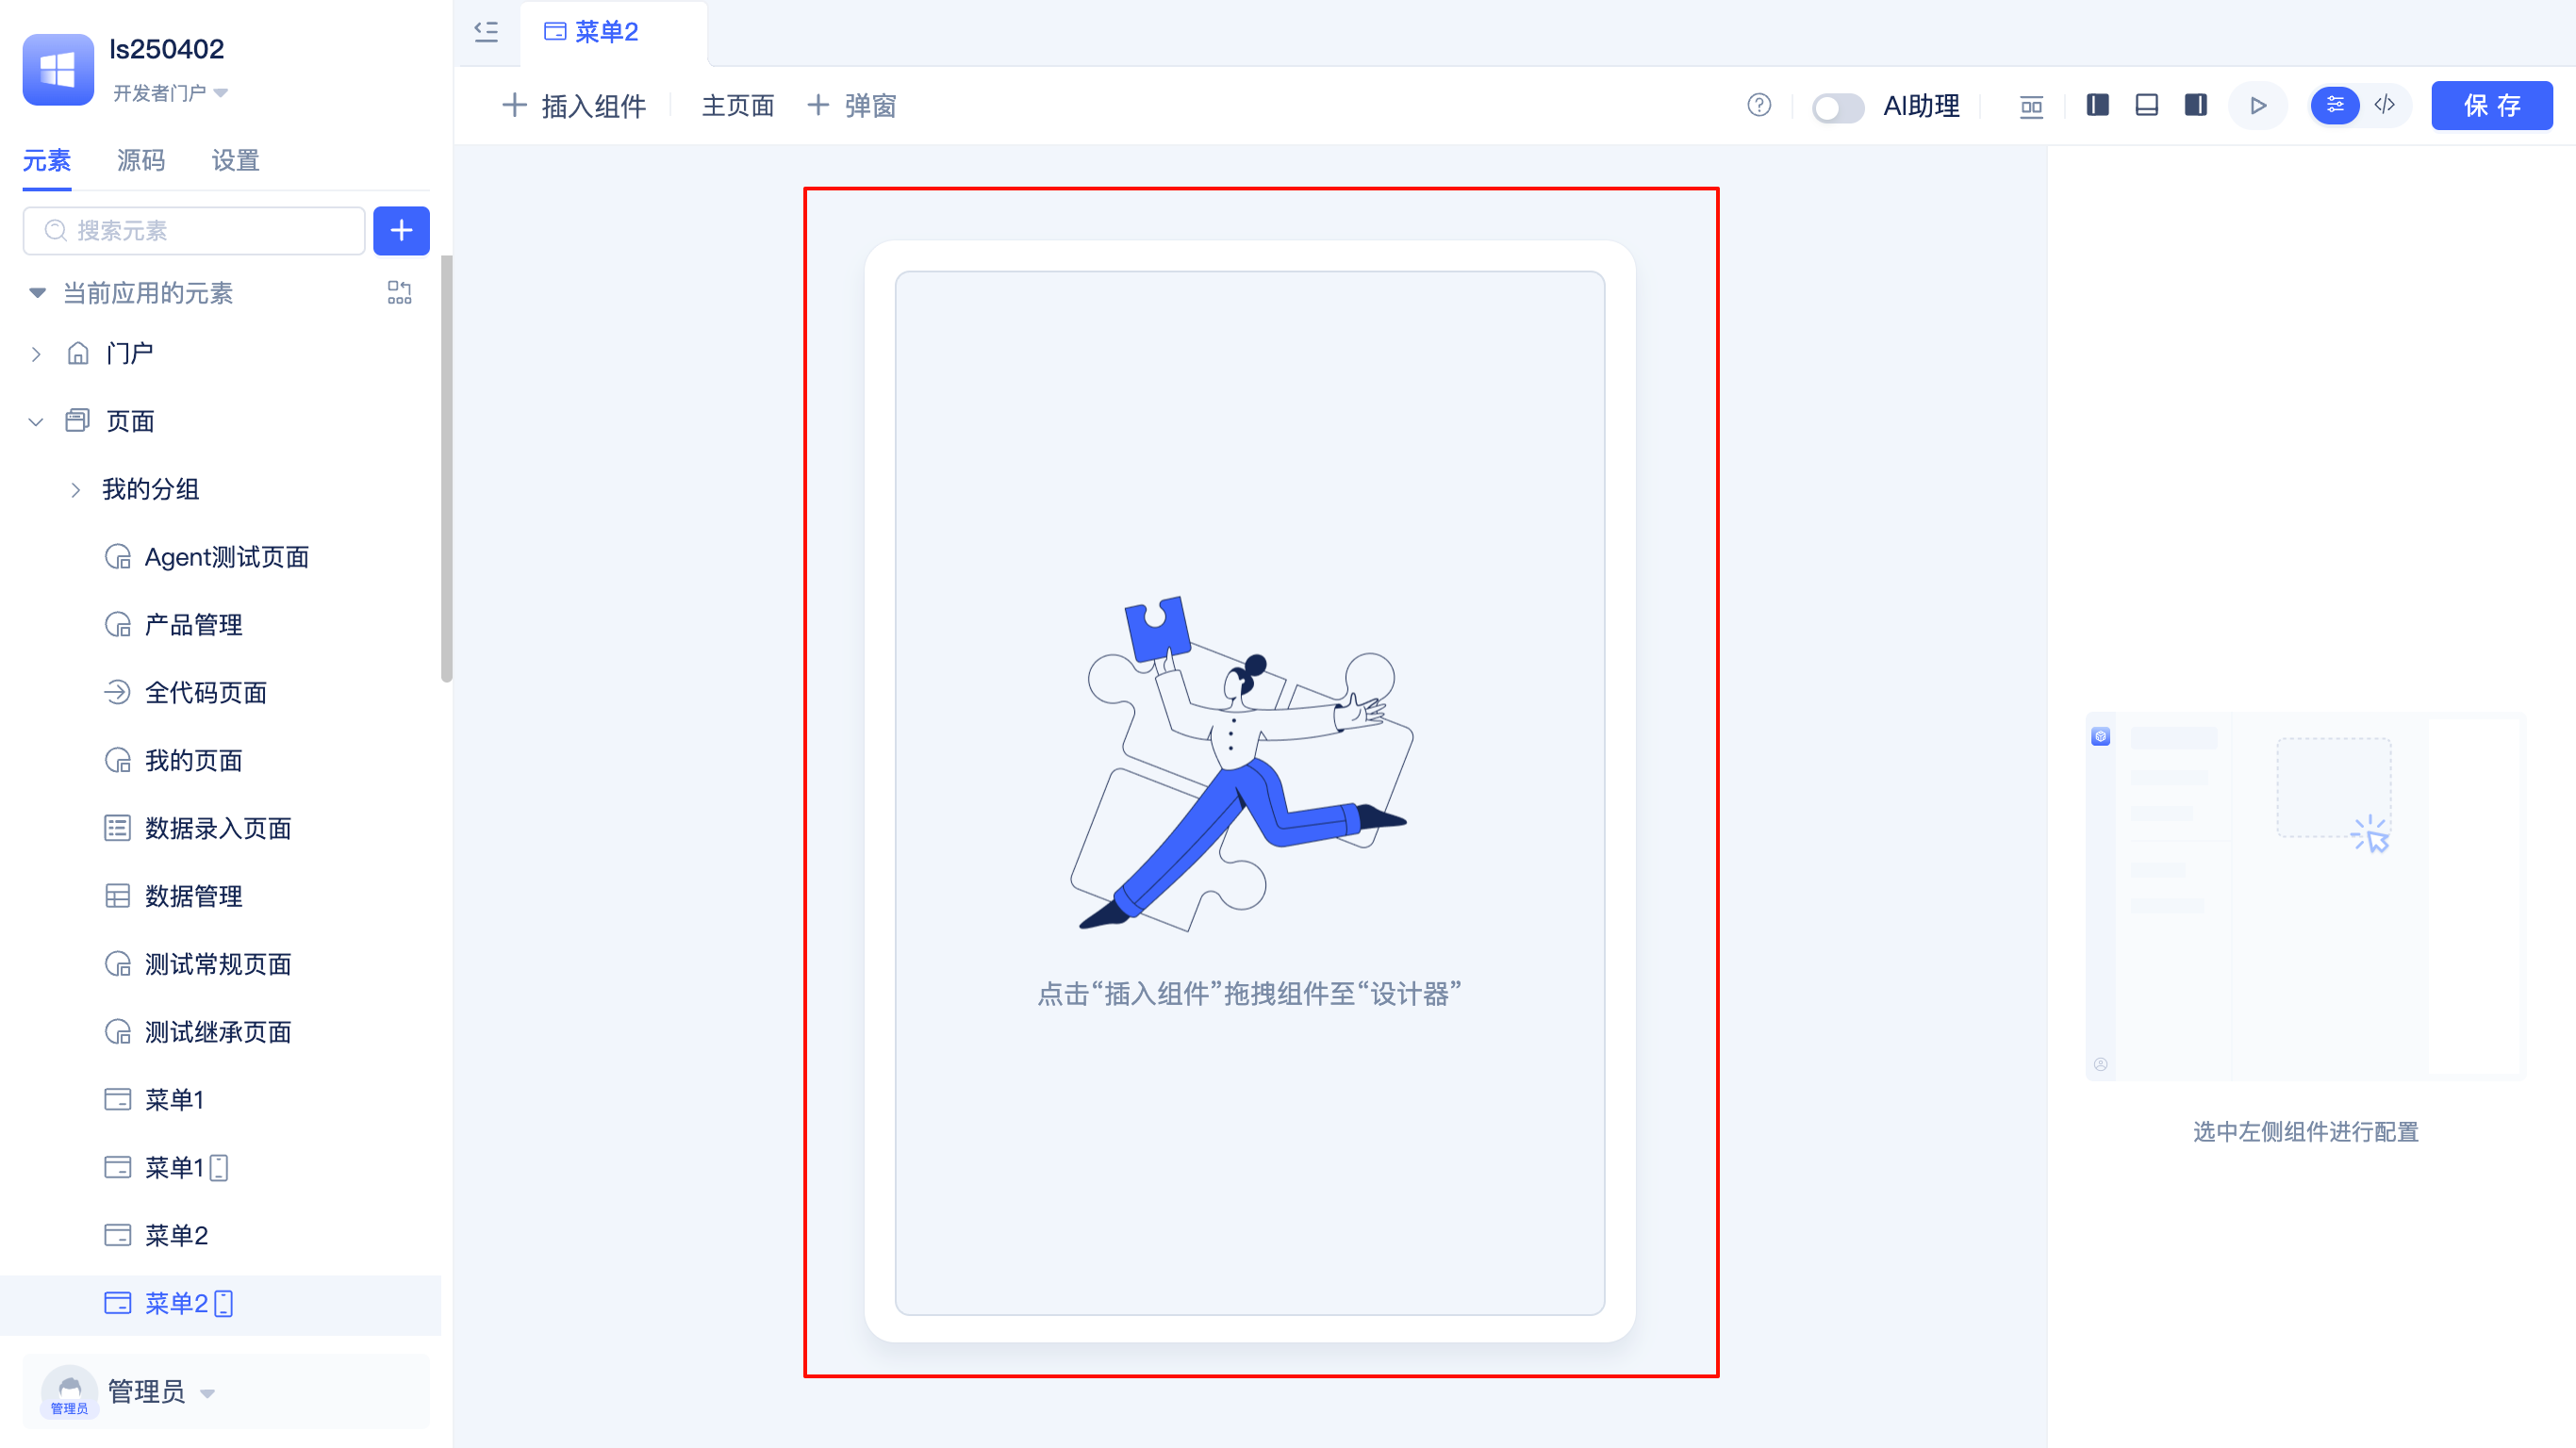 ls250402
开发者门户
元素 源码 设置
搜索元素
当前应用的元素
门户
页面
我的分组
Agent测试页面
产品管理
全代码页面
我的页面
数据录入页面
数据管理
测试常规页面
测试继承页面
菜单1
菜单1
菜单2
菜单2
管理员
管理员
菜单2
插入组件 主页面 弹窗
AI助理
保存
点击“插入组件”拖拽组件至“设计器”
选中左侧组件进行配置